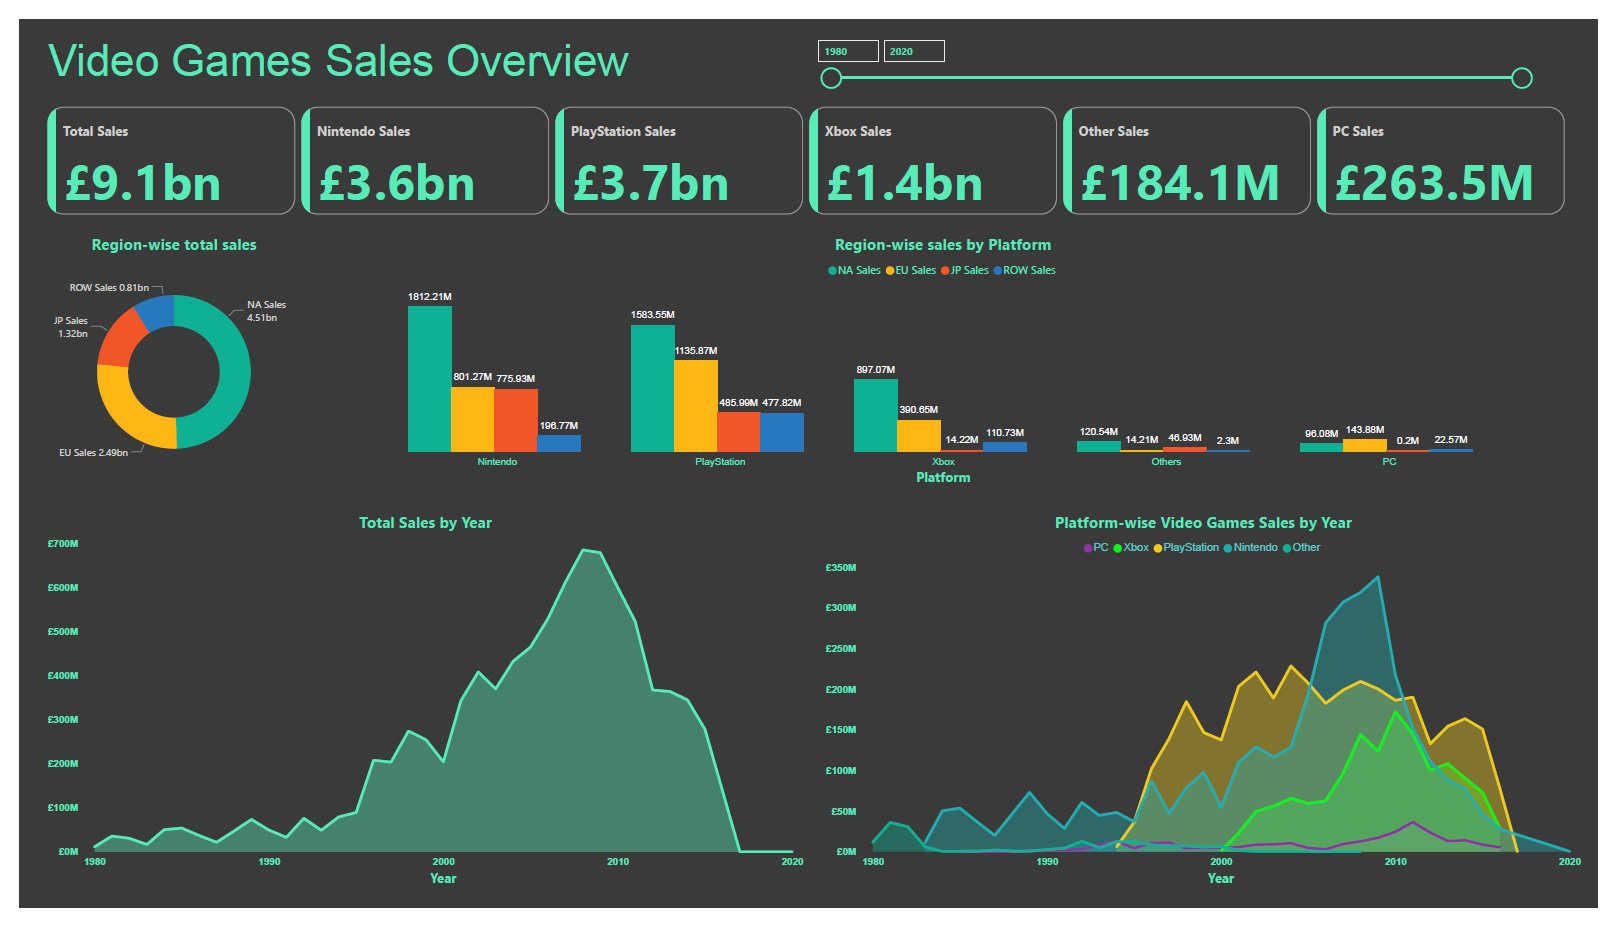 Video Games Sales Overview
1980 2020
Total Sales
£9.1bn
Nintendo Sales
£3.6bn
PlayStation Sales
£3.7bn
Xbox Sales
£1.4bn
Other Sales
£184.1M
PC Sales
£263.5M
Region-wise total sales
ROW Sales 0.81bn
NA Sales
4.51bn
JP Sales
1.32bn
EU Sales 2.49bn
Region-wise sales by Platform
NA Sales EU Sales JP Sales ROW Sales
1812.21M
801.27M 775.93M
196.77M
1583.55M
1135.87M
485.99M 477.82M
897.07M
390.65M
14.22M 110.73M
120.54M 14.21M 46.93M 2.3M
96.08M 143.88M 0.2M 22.57M
Nintendo PlayStation Xbox Others PC
Platform
Total Sales by Year
£700M
£600M
£500M
£400M
£300M
£200M
£100M
£0M
1980 1990 2000 2010 2020
Year
Platform-wise Video Games Sales by Year
PC Xbox PlayStation Nintendo Other
£350M
£300M
£250M
£200M
£150M
£100M
£50M
£0M
1980 1990 2000 2010 2020
Year